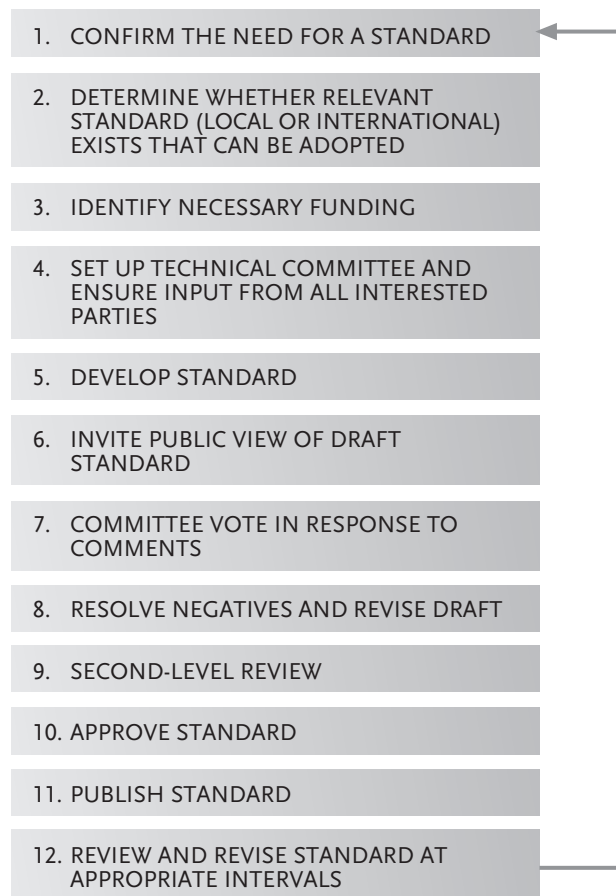 1. CONFIRM THE NEED FOR A STANDARD
2. DETERMINE WHETHER RELEVANT
STANDARD (LOCAL OR INTERNATIONAL)
EXISTS THAT CAN BE ADOPTED
3. IDENTIFY NECESSARY FUNDING
4. SET UP TECHNICAL COMMITTEE AND
ENSURE INPUT FROM ALL INTERESTED
PARTIES
5. DEVELOP STANDARD
6. INVITE PUBLIC VIEW OF DRAFT
STANDARD
7. COMMITTEE VOTE IN RESPONSE TO
COMMENTS
8. RESOLVE NEGATIVES AND REVISE DRAFT
9. SECOND-LEVEL REVIEW
10. APPROVE STANDARD
11. PUBLISH STANDARD
12. REVIEW AND REVISE STANDARD AT
APPROPRIATE INTERVALS